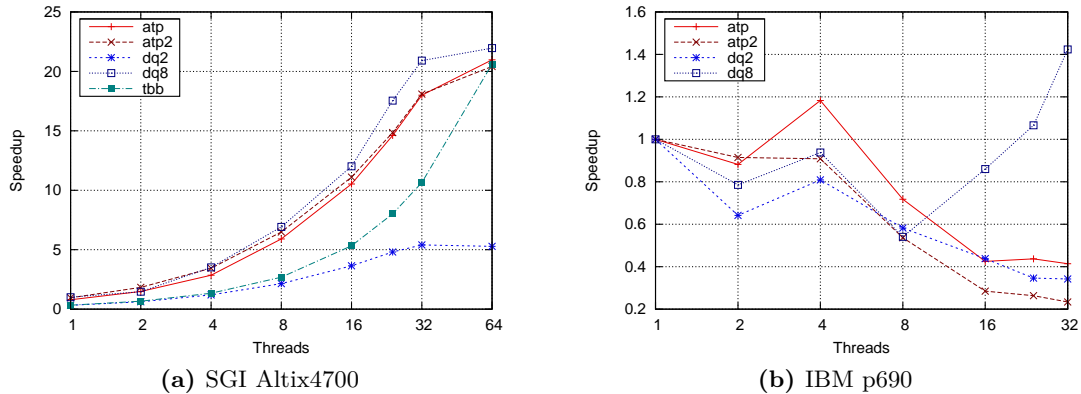 25
20
15
10
5
0
Speedup
atp
atp2
dq2
dq8
tbb
1 2 4 8 16 32 64
Threads
(a) SGI Altix4700
1.6
1.4
1.2
1
0.8
0.6
0.4
0.2
Speedup
atp
atp2
dq2
dq8
1 2 4 8 16 32
Threads
(b) IBM p690